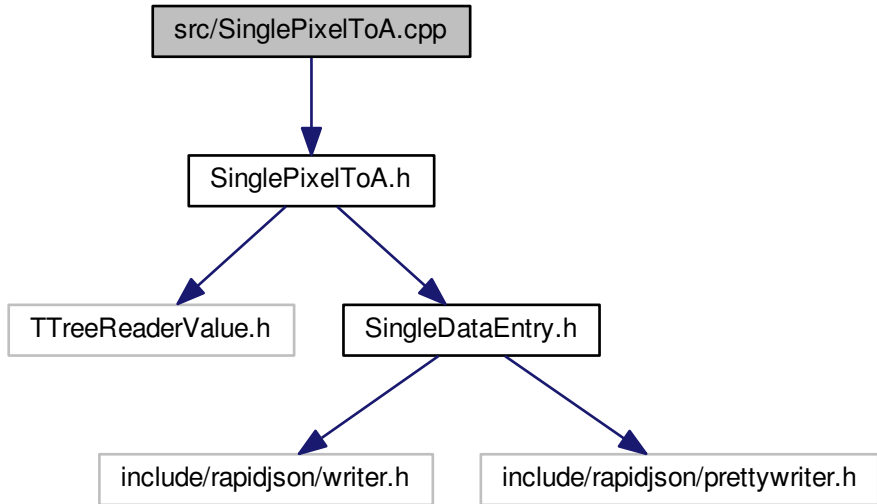 src/SinglePixelToA.cpp
SinglePixelToA.h
TTreeReaderValue.h
SingleDataEntry.h
include/rapidjson/writer.h
include/rapidjson/prettywriter.h